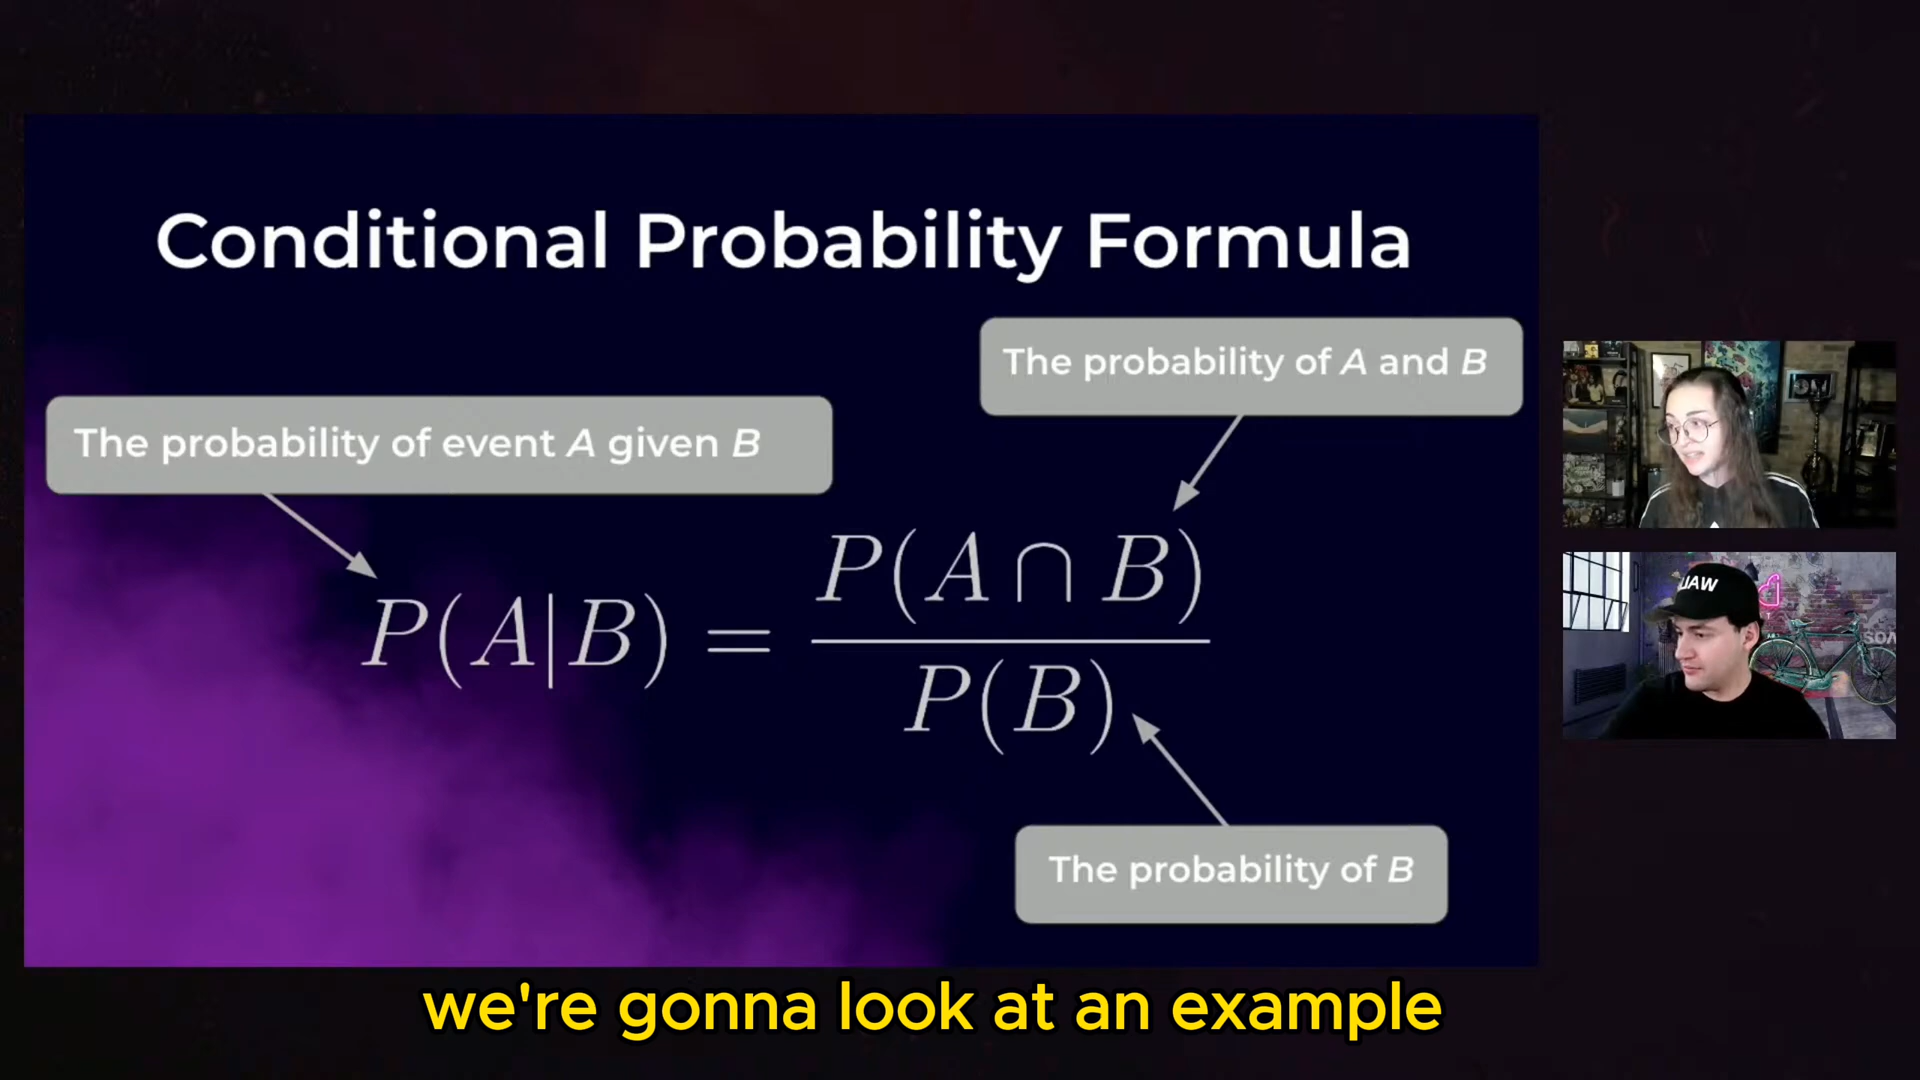 Conditional Probability Formula
The probability of A and B
The probability of event A given B
P(A|B) = P(A ∩ B) / P(B)
The probability of B
UAW
we're gonna look at an example